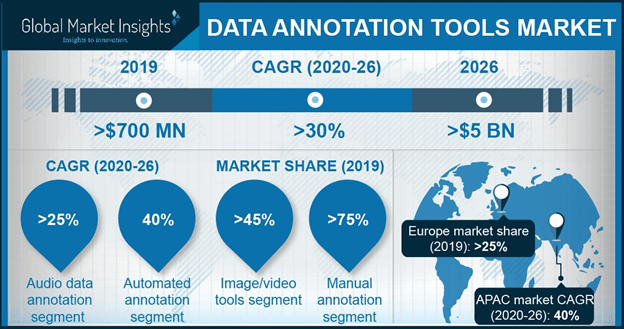 Global Market Insights
Insights to innovation.
DATA ANNOTATION TOOLS MARKET
2019
CAGR (2020-26)
2026
>$700 MN
>30%
>$5 BN
CAGR (2020-26)
MARKET SHARE (2019)
>25%
40%
>45%
>75%
Audio data
annotation
segment
Automated
annotation
segment
Image/video
tools segment
Manual
annotation
segment
Europe market share
(2019): >25%
APAC market CAGR
(2020-26): 40%